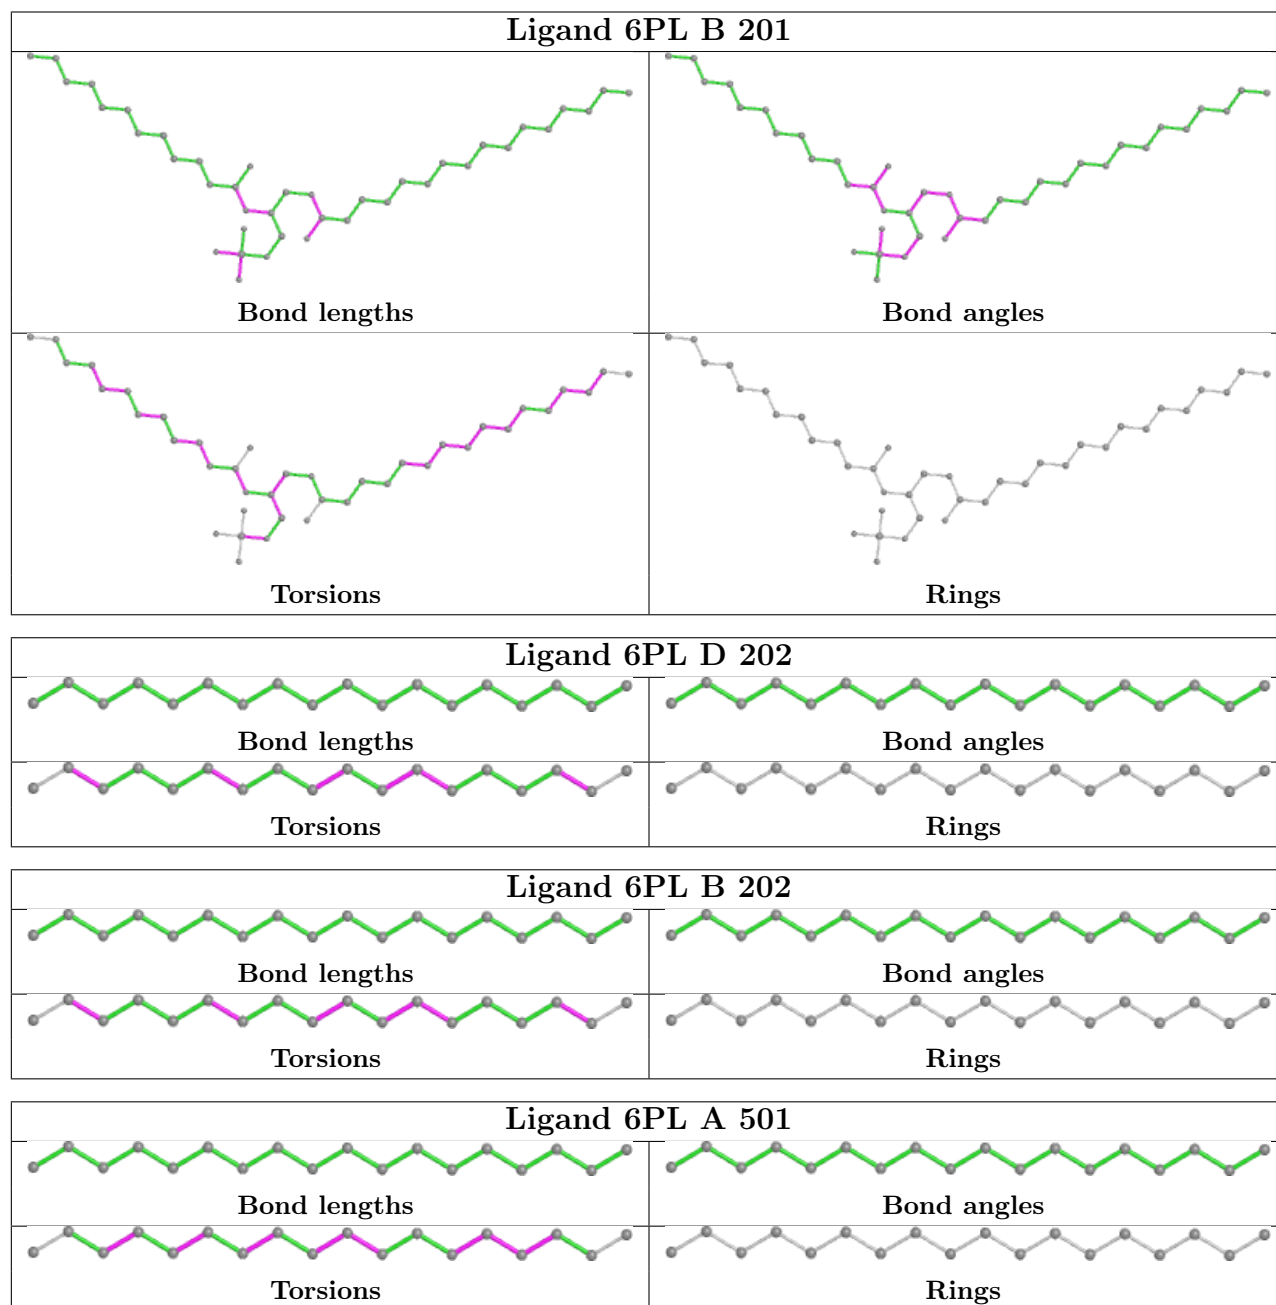 Ligand 6PL B 201
Bond lengths
Bond angles
Torsions
Rings
Ligand 6PL D 202
Bond lengths
Bond angles
Torsions
Rings
Ligand 6PL B 202
Bond lengths
Bond angles
Torsions
Rings
Ligand 6PL A 501
Bond lengths
Bond angles
Torsions
Rings